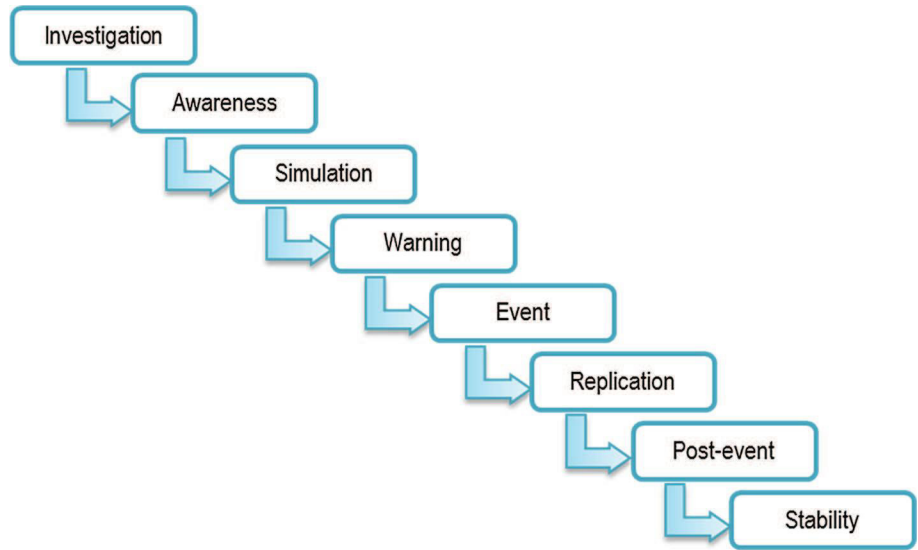 Investigation
Awareness
Simulation
Warning
Event
Replication
Post-event
Stability